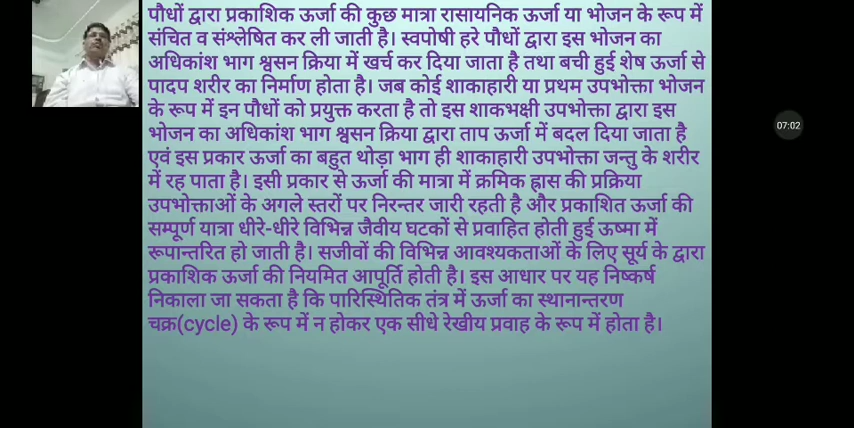 पौधों द्वारा प्रकाशिक ऊर्जा की कुछ मात्रा रासायनिक ऊर्जा या भोजन के रूप में
संचित व संश्लेषित कर ली जाती है। स्वपोषी हरे पौधों द्वारा इस भोजन का
अधिकांश भाग श्वसन क्रिया में खर्च कर दिया जाता है तथा बची हुई शेष ऊर्जा से
पादप शरीर का निर्माण होता है। जब कोई शाकाहारी या प्रथम उपभोक्ता भोजन
के रूप में इन पौधों को प्रयुक्त करता है तो इस शाकभक्षी उपभोक्ता द्वारा इस
भोजन का अधिकांश भाग श्वसन क्रिया द्वारा ताप ऊर्जा में बदल दिया जाता है
एवं इस प्रकार ऊर्जा का बहुत थोड़ा भाग ही शाकाहारी उपभोक्ता जन्तु के शरीर
में रह पाता है। इसी प्रकार से ऊर्जा की मात्रा में क्रमिक ह्रास की प्रक्रिया
उपभोक्ताओं के अगले स्तरों पर निरन्तर जारी रहती है और प्रकाशित ऊर्जा की
सम्पूर्ण यात्रा धीरे-धीरे विभिन्न जैवीय घटकों से प्रवाहित होती हुई ऊष्मा में
रूपान्तरित हो जाती है। सजीवों की विभिन्न आवश्यकताओं के लिए सूर्य के द्वारा
प्रकाशिक ऊर्जा की नियमित आपूर्ति होती है। इस आधार पर यह निष्कर्ष
निकाला जा सकता है कि पारिस्थितिक तंत्र में ऊर्जा का स्थानान्तरण
चक्र(cycle) के रूप में न होकर एक सीधे रेखीय प्रवाह के रूप में होता है।
07:02